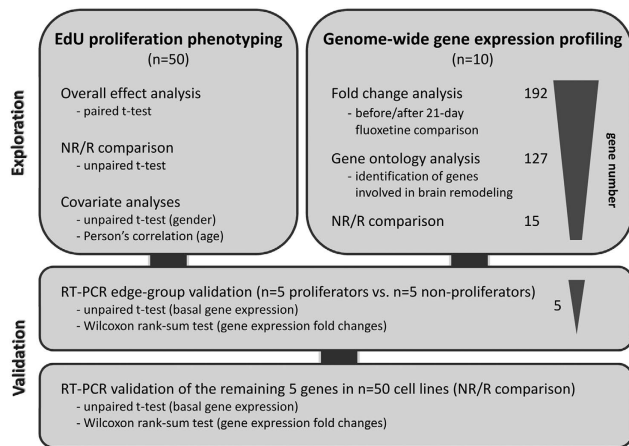 Exploration
EdU proliferation phenotyping
(n=50)
Overall effect analysis
- paired t-test
NR/R comparison
- unpaired t-test
Covariate analyses
- unpaired t-test (gender)
- Person's correlation (age)
Genome-wide gene expression profiling
(n=10)
Fold change analysis 192
- before/after 21-day
fluoxetine comparison
Gene ontology analysis 127
- identification of genes
involved in brain remodeling
NR/R comparison 15
gene number
Validation
RT-PCR edge-group validation (n=5 proliferators vs. n=5 non-proliferators)
- unpaired t-test (basal gene expression)
- Wilcoxon rank-sum test (gene expression fold changes)
5
RT-PCR validation of the remaining 5 genes in n=50 cell lines (NR/R comparison)
- unpaired t-test (basal gene expression)
- Wilcoxon rank-sum test (gene expression fold changes)